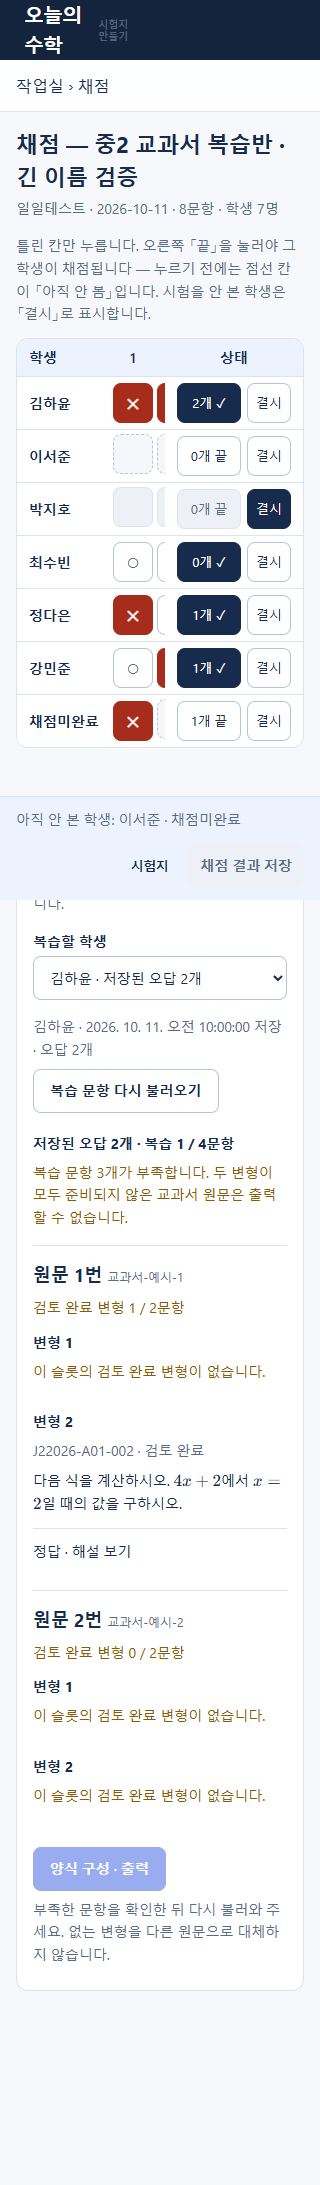 오늘의
수학
시험지
만들기
작업실 › 채점
채점 — 중2 교과서 복습반 ·
긴 이름 검증
일일테스트 · 2026-10-11 · 8문항 · 학생 7명
틀린 칸만 누릅니다. 오른쪽 「끝」을 눌러야 그
학생이 채점됩니다 — 누르기 전에는 점선 칸
이 「아직 안 봄」입니다. 시험을 안 본 학생은
「결시」로 표시합니다.
학생 1 상태
김하윤 ✕ 2개 ✓ 결시
이서준 0개 끝 결시
박지호 0개 끝 결시
최수빈 ○ 0개 ✓ 결시
정다은 ✕ 1개 ✓ 결시
강민준 ○ 1개 ✓ 결시
채점미완료 ✕ 1개 끝 결시
아직 안 본 학생: 이서준 · 채점미완료
시험지 채점 결과 저장
니다.
복습할 학생
김하윤 · 저장된 오답 2개
김하윤 · 2026. 10. 11. 오전 10:00:00 저장
· 오답 2개
복습 문항 다시 불러오기
저장된 오답 2개 · 복습 1 / 4문항
복습 문항 3개가 부족합니다. 두 변형이
모두 준비되지 않은 교과서 원문은 출력
할 수 없습니다.
원문 1번 교과서-예시-1
검토 완료 변형 1 / 2문항
변형 1
이 슬롯의 검토 완료 변형이 없습니다.
변형 2
J22026-A01-002 · 검토 완료
다음 식을 계산하시오. 4x + 2에서 x =
2일 때의 값을 구하시오.
정답 · 해설 보기
원문 2번 교과서-예시-2
검토 완료 변형 0 / 2문항
변형 1
이 슬롯의 검토 완료 변형이 없습니다.
변형 2
이 슬롯의 검토 완료 변형이 없습니다.
양식 구성 · 출력
부족한 문항을 확인한 뒤 다시 불러와 주
세요. 없는 변형을 다른 원문으로 대체하
지 않습니다.